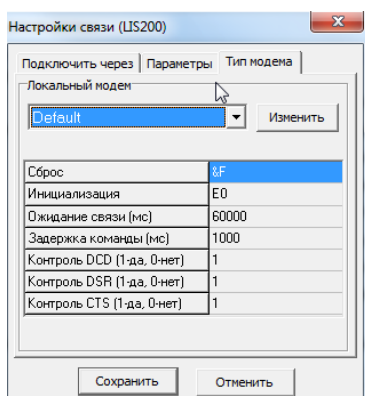 Настройки связи (LIS200)
Подключить через Параметры Тип модема
Локальный модем
Default Изменить
Сброс &F
Инициализация E0
Ожидание связи (мс) 60000
Задержка команды (мс) 1000
Контроль DCD (1-да, 0-нет) 1
Контроль DSR (1-да, 0-нет) 1
Контроль CTS (1-да, 0-нет) 1
Сохранить Отменить